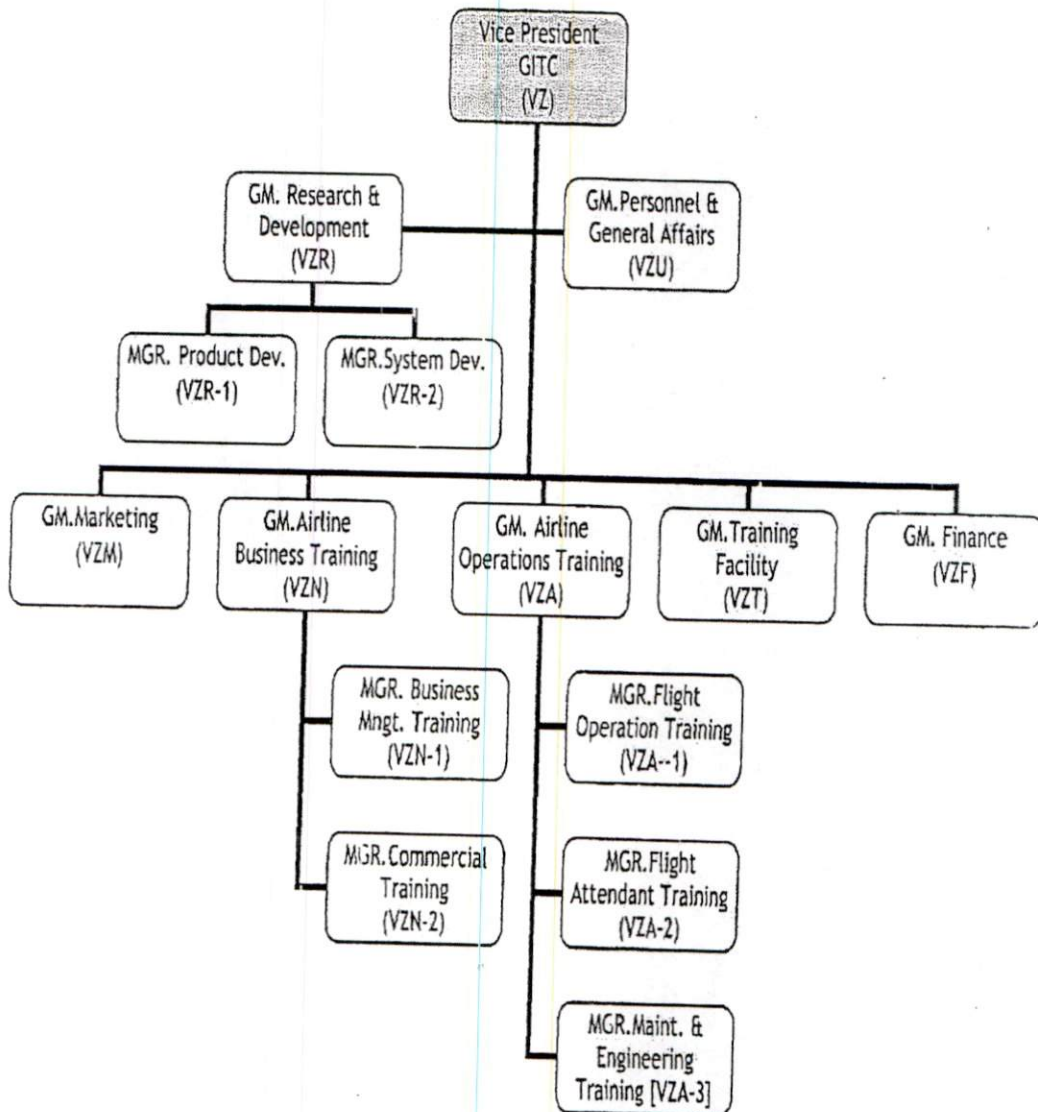 Vice President
GITC
(VZ)
GM. Research &
Development
(VZR)
GM.Personnel &
General Affairs
(VZU)
MGR. Product Dev.
(VZR-1)
MGR.System Dev.
(VZR-2)
GM.Marketing
(VZM)
GM.Airline
Business Training
(VZN)
GM. Airline
Operations Training
(VZA)
GM.Training
Facility
(VZT)
GM. Finance
(VZF)
MGR. Business
Mngt. Training
(VZN-1)
MGR.Flight
Operation Training
(VZA--1)
MGR.Commercial
Training
(VZN-2)
MGR.Flight
Attendant Training
(VZA-2)
MGR.Maint. &
Engineering
Training [VZA-3]